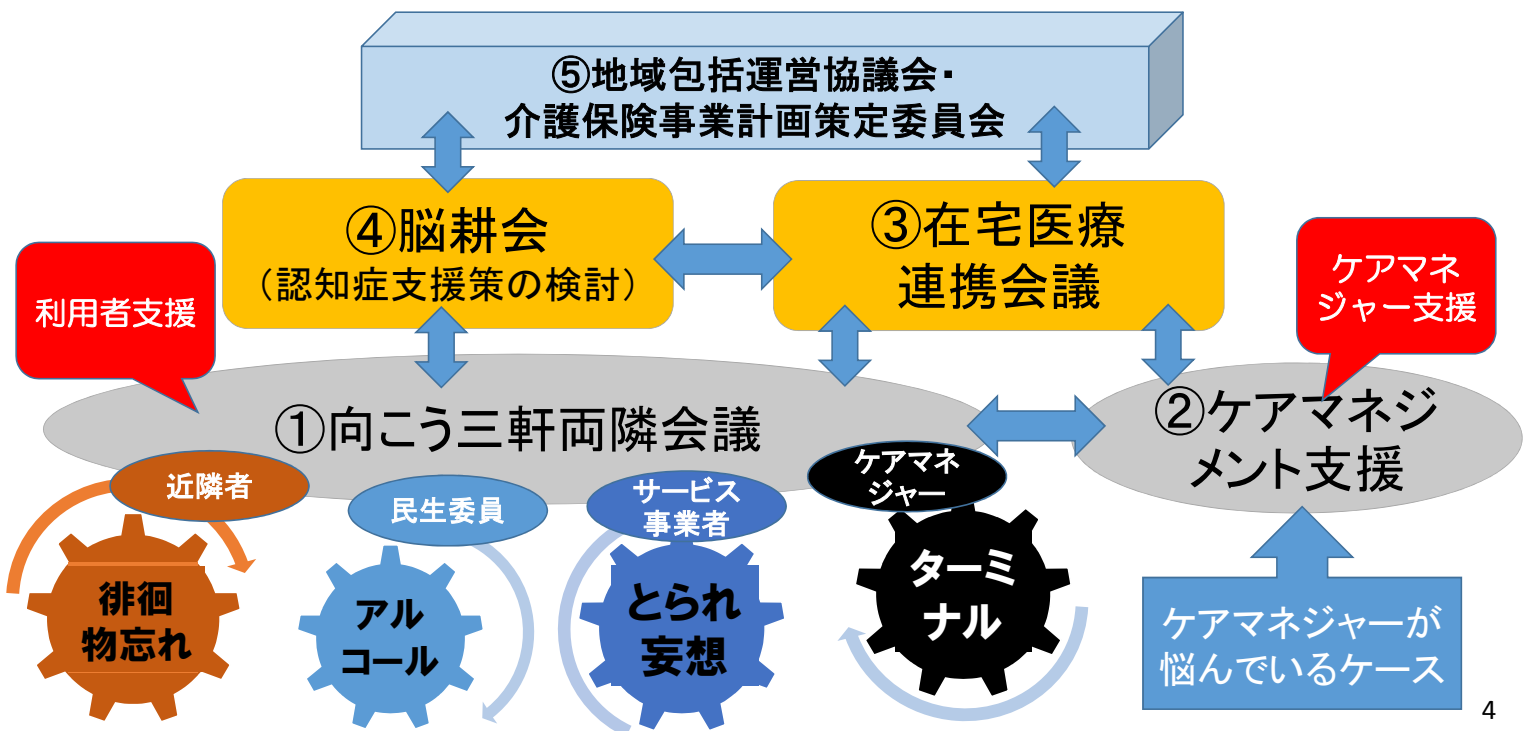 ⑤地域包括運営協議会・
介護保険事業計画策定委員会
④脳耕会
（認知症支援策の検討）
③在宅医療
連携会議
利用者支援
ケアマネ
ジャー支援
①向こう三軒両隣会議
②ケアマネジ
メント支援
近隣者
民生委員
サービス
事業者
ケアマネ
ジャー
徘徊
物忘れ
アル
コール
とられ
妄想
ターミ
ナル
ケアマネジャーが
悩んでいるケース
4